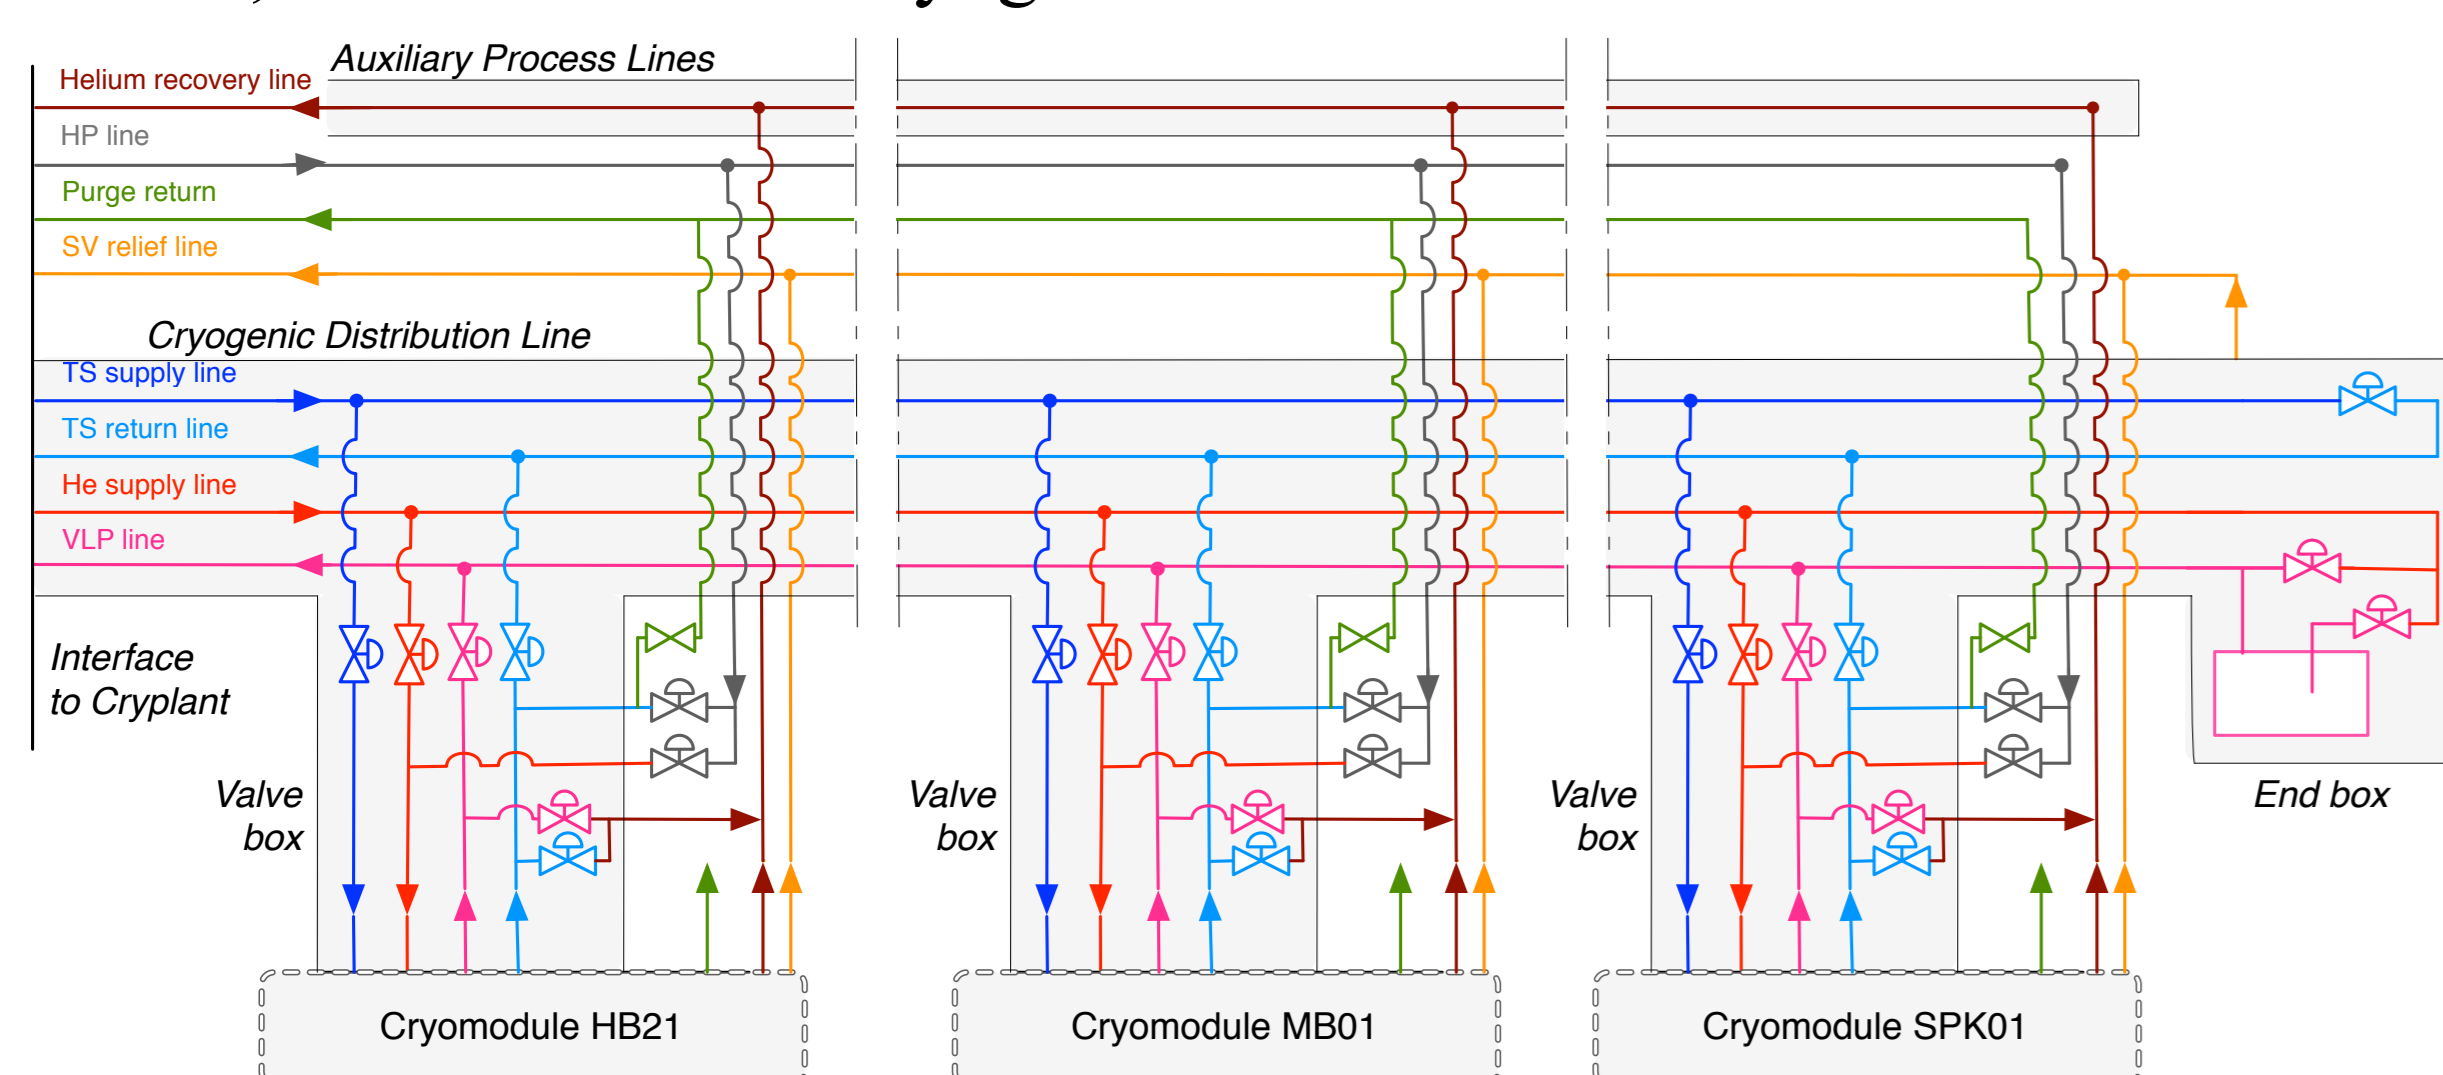 Auxiliary Process Lines
Helium recovery line
HP line
Purge return
SV relief line
Cryogenic Distribution Line
TS supply line
TS return line
He supply line
VLP line
Interface
to Cryplant
Valve
box
Valve
box
Valve
box
End box
Cryomodule HB21
Cryomodule MB01
Cryomodule SPK01